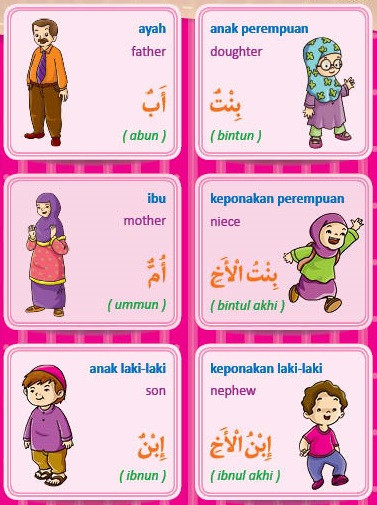 ayah
father
أَبٌ
( abun )
anak perempuan
doughter
بِنْتٌ
( bintun )
ibu
mother
أُمٌّ
( ummun )
keponakan perempuan
niece
بِنْتُ الْأَخِ
( bintul akhi )
anak laki-laki
son
إِبْنٌ
( ibnun )
keponakan laki-laki
nephew
إِبْنُ الْأَخِ
( ibnul akhi )